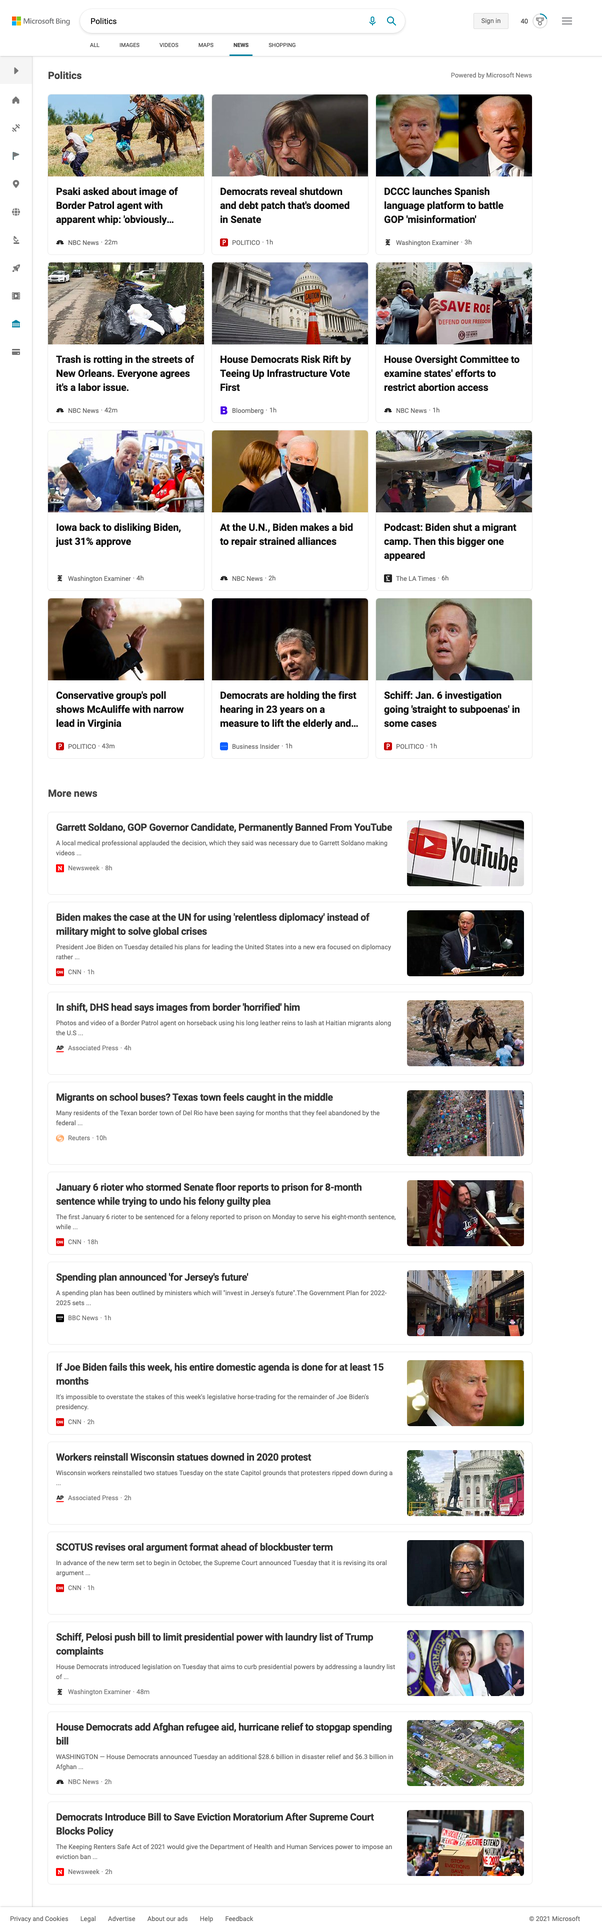 Microsoft Bing
Politics
Sign in
40
ALL IMAGES VIDEOS MAPS NEWS SHOPPING
Politics
Powered by Microsoft News
Psaki asked about image of
Border Patrol agent with
apparent whip: 'obviously...
NBC News · 22m
Democrats reveal shutdown
and debt patch that's doomed
in Senate
POLITICO · 1h
DCCC launches Spanish
language platform to battle
GOP 'misinformation'
Washington Examiner · 3h
SAVE ROE
DEFEND OUR FREEDOM
Trash is rotting in the streets of
New Orleans. Everyone agrees
it's a labor issue.
NBC News · 42m
House Democrats Risk Rift by
Teeing Up Infrastructure Vote
First
Bloomberg · 1h
House Oversight Committee to
examine states' efforts to
restrict abortion access
NBC News · 1h
Iowa back to disliking Biden,
just 31% approve
Washington Examiner · 4h
At the U.N., Biden makes a bid
to repair strained alliances
NBC News · 2h
Podcast: Biden shut a migrant
camp. Then this bigger one
appeared
The LA Times · 6h
Conservative group's poll
shows McAuliffe with narrow
lead in Virginia
POLITICO · 43m
Democrats are holding the first
hearing in 23 years on a
measure to lift the elderly and...
Business Insider · 1h
Schiff: Jan. 6 investigation
going 'straight to subpoenas' in
some cases
POLITICO · 1h
More news
Garrett Soldano, GOP Governor Candidate, Permanently Banned From YouTube
A local medical professional applauded the decision, which they said was necessary due to Garrett Soldano making
videos ...
Newsweek · 8h
YouTube
Biden makes the case at the UN for using 'relentless diplomacy' instead of
military might to solve global crises
President Joe Biden on Tuesday detailed his plans for leading the United States into a new era focused on diplomacy
rather ...
CNN · 1h
In shift, DHS head says images from border 'horrified' him
Photos and video of a Border Patrol agent on horseback using his long leather reins to lash at Haitian migrants along
the U.S ...
AP Associated Press · 4h
Migrants on school buses? Texas town feels caught in the middle
Many residents of the Texan border town of Del Rio have been saying for months that they feel abandoned by the
federal ...
Reuters · 10h
January 6 rioter who stormed Senate floor reports to prison for 8-month
sentence while trying to undo his felony guilty plea
The first January 6 rioter to be sentenced for a felony reported to prison on Monday to serve his eight-month sentence,
while ...
CNN · 18h
Spending plan announced 'for Jersey's future'
A spending plan has been outlined by ministers which will "invest in Jersey's future".The Government Plan for 2022-
2025 sets ...
BBC News · 1h
If Joe Biden fails this week, his entire domestic agenda is done for at least 15
months
It's impossible to overstate the stakes of this week's legislative horse-trading for the remainder of Joe Biden's
presidency.
CNN · 2h
Workers reinstall Wisconsin statues downed in 2020 protest
Wisconsin workers reinstalled two statues Tuesday on the state Capitol grounds that protesters ripped down during a
...
AP Associated Press · 2h
SCOTUS revises oral argument format ahead of blockbuster term
In advance of the new term set to begin in October, the Supreme Court announced Tuesday that it is revising its oral
argument ...
CNN · 1h
Schiff, Pelosi push bill to limit presidential power with laundry list of Trump
complaints
House Democrats introduced legislation on Tuesday that aims to curb presidential powers by addressing a laundry list
of ...
Washington Examiner · 48m
House Democrats add Afghan refugee aid, hurricane relief to stopgap spending
bill
WASHINGTON — House Democrats announced Tuesday an additional $28.6 billion in disaster relief and $6.3 billion in
Afghan ...
NBC News · 2h
Democrats Introduce Bill to Save Eviction Moratorium After Supreme Court
Blocks Policy
The Keeping Renters Safe Act of 2021 would give the Department of Health and Human Services power to impose an
eviction ban ...
Newsweek · 2h
Privacy and Cookies Legal Advertise About our ads Help Feedback © 2021 Microsoft